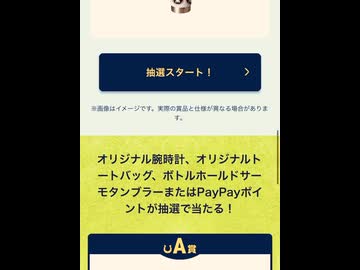 抽選スタート！
※画像はイメージです。実際の賞品と仕様が異なる場合がありま
す。
オリジナル腕時計、オリジナルト
ートバッグ、ボトルホールドサー
モタンブラーまたはPayPayポイ
ントが抽選で当たる！
A賞